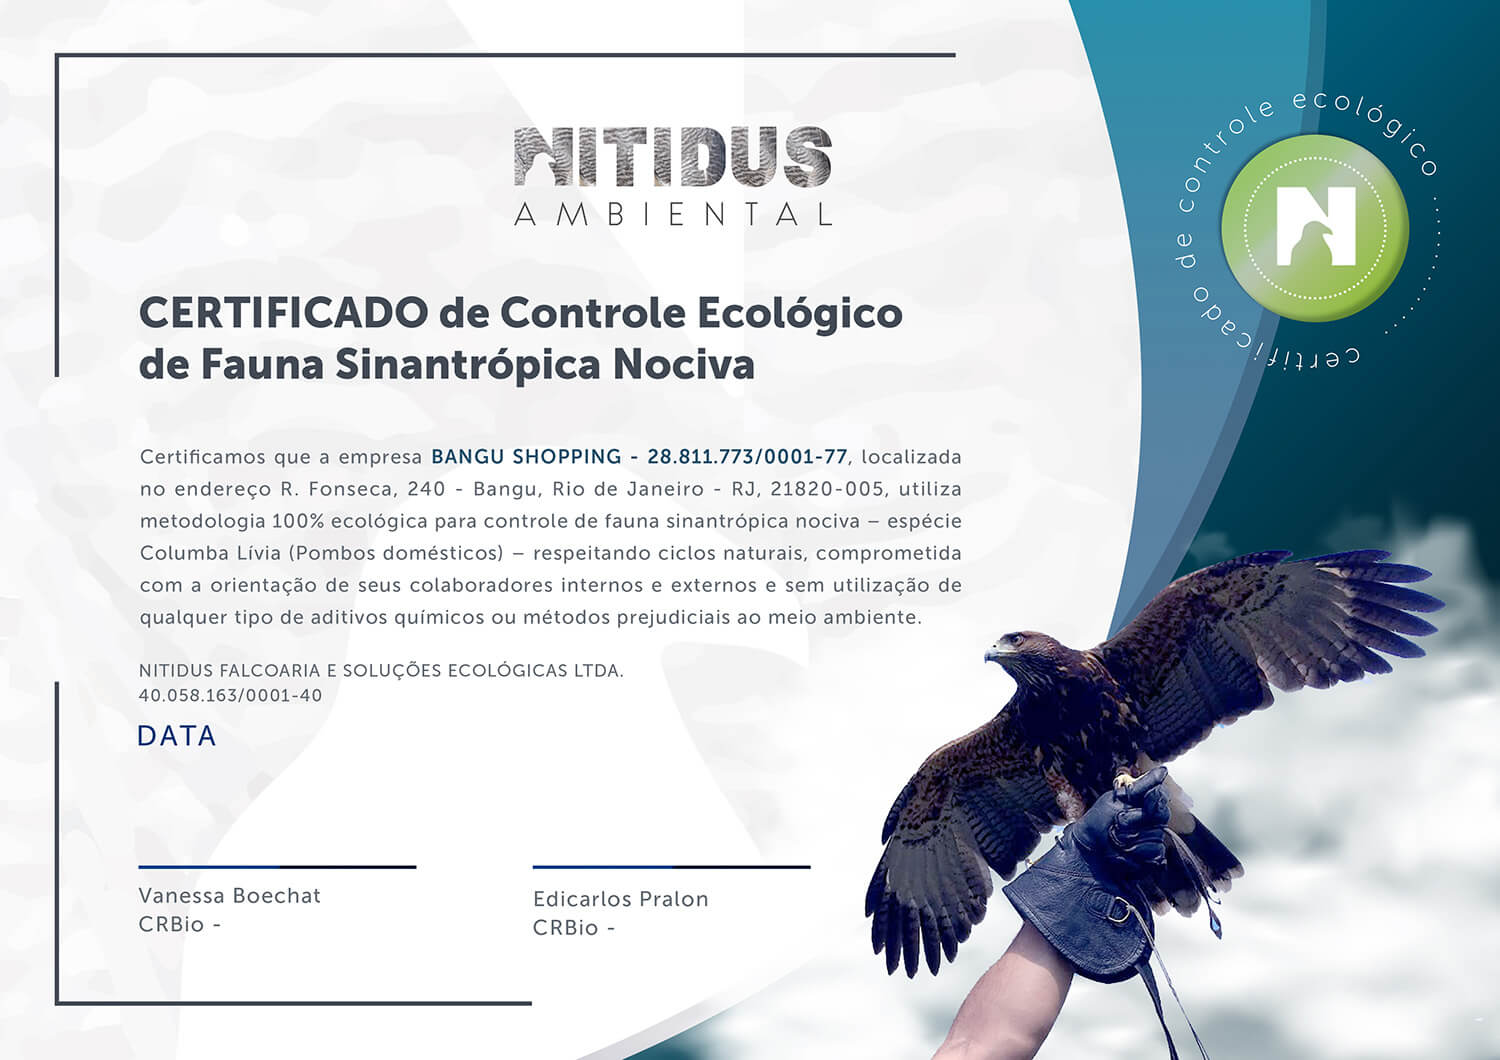 NITIDUS
AMBIENTAL
certificado de controle ecológico
N
CERTIFICADO de Controle Ecológico
de Fauna Sinantrópica Nociva
Certificamos que a empresa BANGU SHOPPING - 28.811.773/0001-77, localizada
no endereço R. Fonseca, 240 - Bangu, Rio de Janeiro - RJ, 21820-005, utiliza
metodologia 100% ecológica para controle de fauna sinantrópica nociva – espécie
Columba Lívia (Pombos domésticos) – respeitando ciclos naturais, comprometida
com a orientação de seus colaboradores internos e externos e sem utilização de
qualquer tipo de aditivos químicos ou métodos prejudiciais ao meio ambiente.
NITIDUS FALCOARIA E SOLUÇÕES ECOLÓGICAS LTDA.
40.058.163/0001-40
DATA
Vanessa Boechat
CRBio -
Edicarlos Pralon
CRBio -